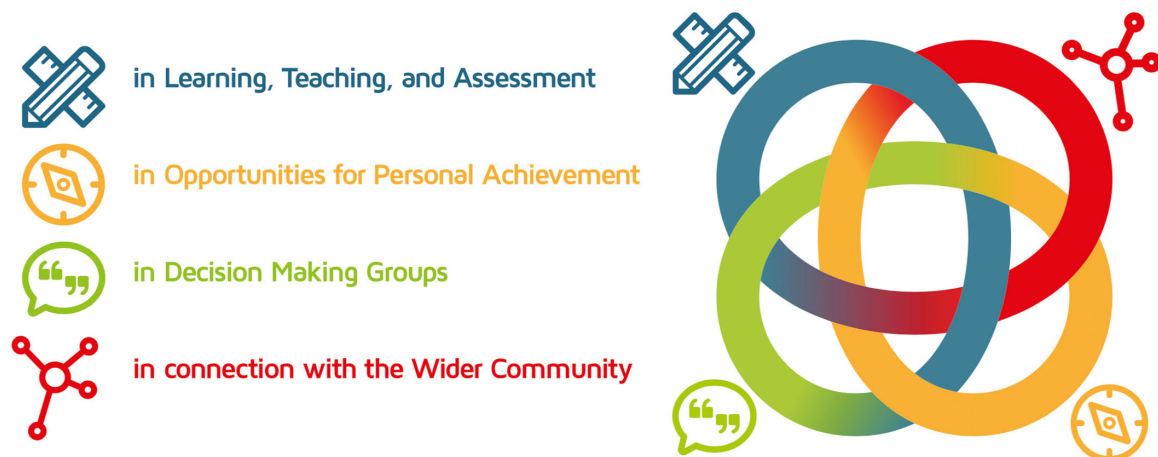 in Learning, Teaching, and Assessment
in Opportunities for Personal Achievement
in Decision Making Groups
in connection with the Wider Community